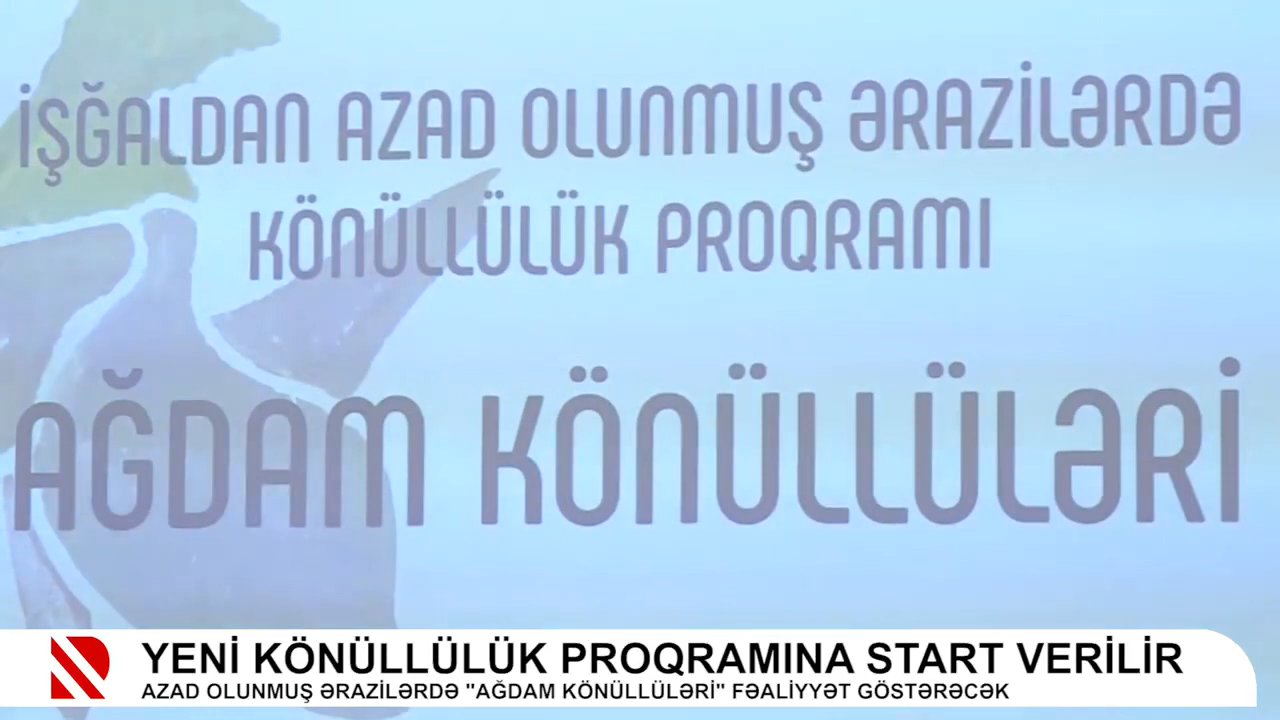 İŞĞALDAN AZAD OLUNMUŞ ƏRAZİLƏRDƏ
KÖNÜLLÜLÜK PROQRAMI
AĞDAM KÖNÜLLÜLƏRİ
YENİ KÖNÜLLÜLÜK PROQRAMINA START VERİLİR
AZAD OLUNMUŞ ƏRAZİLƏRDƏ "AĞDAM KÖNÜLLÜLƏRİ" FƏALİYYƏT GÖSTƏRƏCƏK